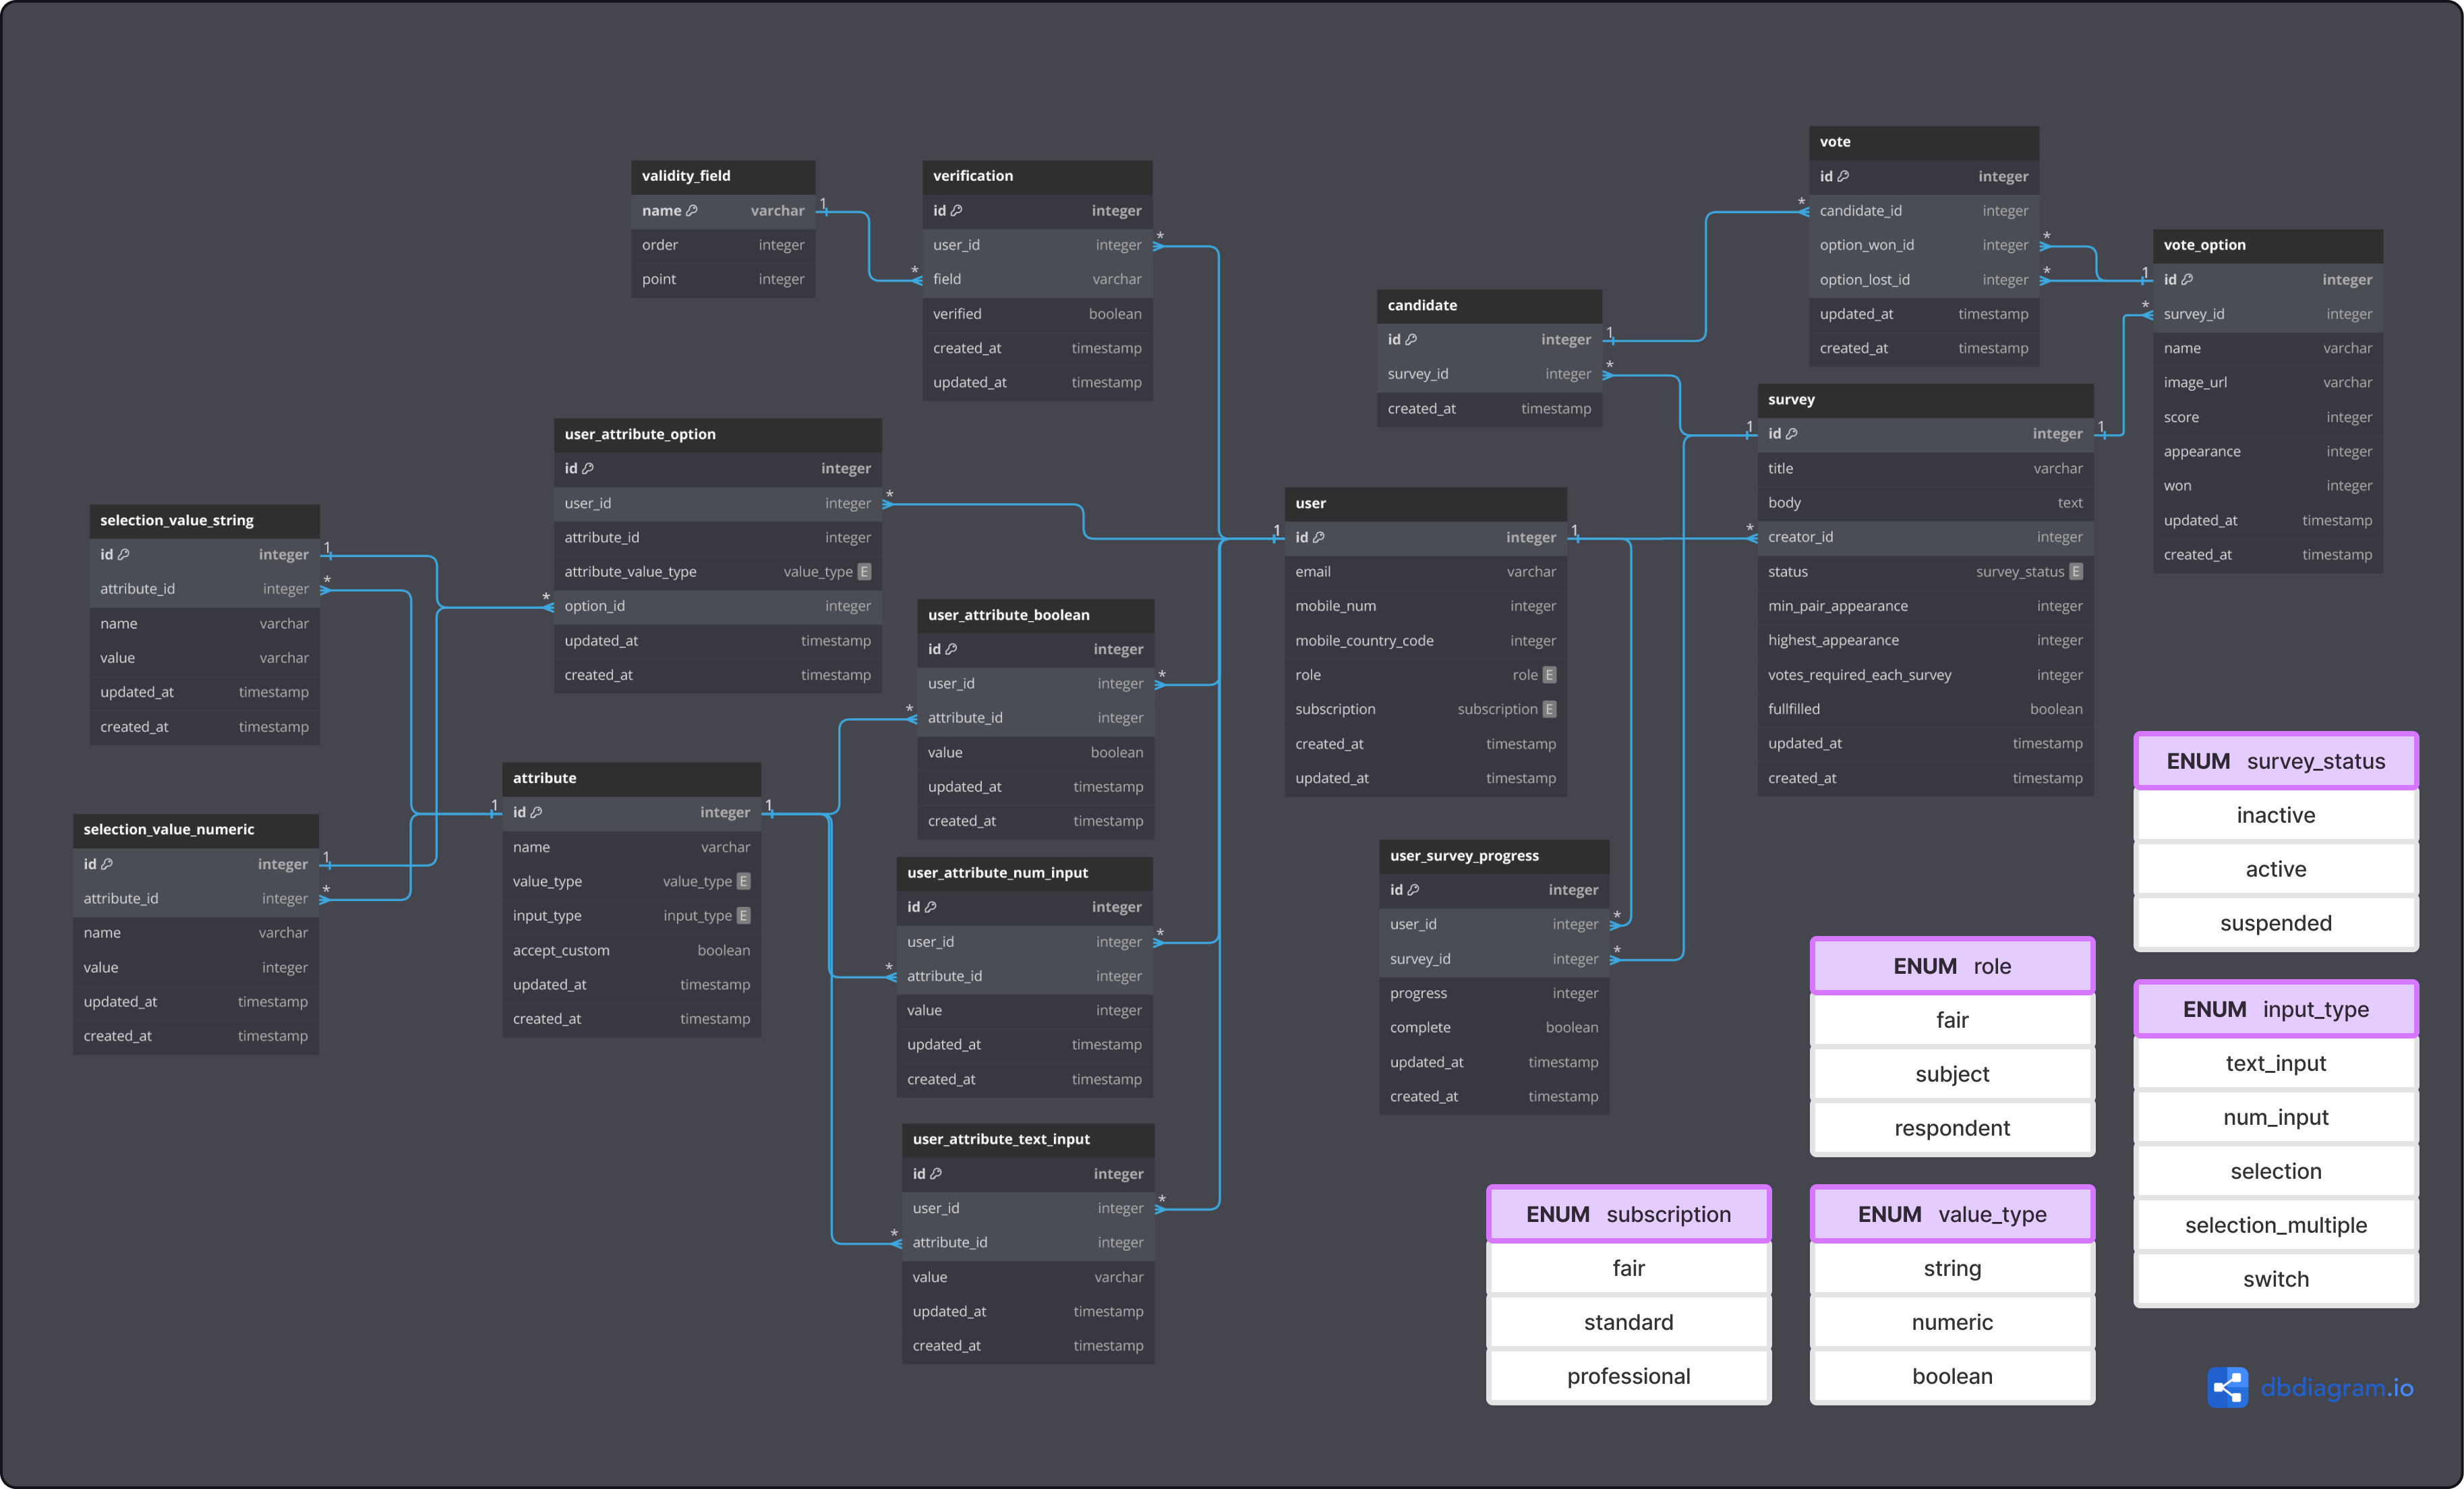 validity_field
name varchar
order integer
point integer
verification
id integer
user_id integer
field varchar
verified boolean
created_at timestamp
updated_at timestamp
user_attribute_option
id integer
user_id integer
attribute_id integer
attribute_value_type value_type E
option_id integer
updated_at timestamp
created_at timestamp
selection_value_string
id integer
attribute_id integer
name varchar
value varchar
updated_at timestamp
created_at timestamp
selection_value_numeric
id integer
attribute_id integer
name varchar
value integer
updated_at timestamp
created_at timestamp
attribute
id integer
name varchar
value_type value_type E
input_type input_type E
accept_custom boolean
updated_at timestamp
created_at timestamp
user_attribute_boolean
id integer
user_id integer
attribute_id integer
value boolean
updated_at timestamp
created_at timestamp
user_attribute_num_input
id integer
user_id integer
attribute_id integer
value integer
updated_at timestamp
created_at timestamp
user_attribute_text_input
id integer
user_id integer
attribute_id integer
value varchar
updated_at timestamp
created_at timestamp
user
id integer
email varchar
mobile_num integer
mobile_country_code integer
role role E
subscription subscription E
created_at timestamp
updated_at timestamp
candidate
id integer
survey_id integer
created_at timestamp
user_survey_progress
id integer
user_id integer
survey_id integer
progress integer
complete boolean
updated_at timestamp
created_at timestamp
vote
id integer
candidate_id integer
option_won_id integer
option_lost_id integer
updated_at timestamp
created_at timestamp
survey
id integer
title varchar
body text
creator_id integer
status survey_status E
min_pair_appearance integer
highest_appearance integer
votes_required_each_survey integer
fullfilled boolean
updated_at timestamp
created_at timestamp
vote_option
id integer
survey_id integer
name varchar
image_url varchar
score integer
appearance integer
won integer
updated_at timestamp
created_at timestamp
ENUM survey_status
inactive
active
suspended
ENUM role
fair
subject
respondent
ENUM input_type
text_input
num_input
selection
selection_multiple
switch
ENUM subscription
fair
standard
professional
ENUM value_type
string
numeric
boolean
dbdiagram.io